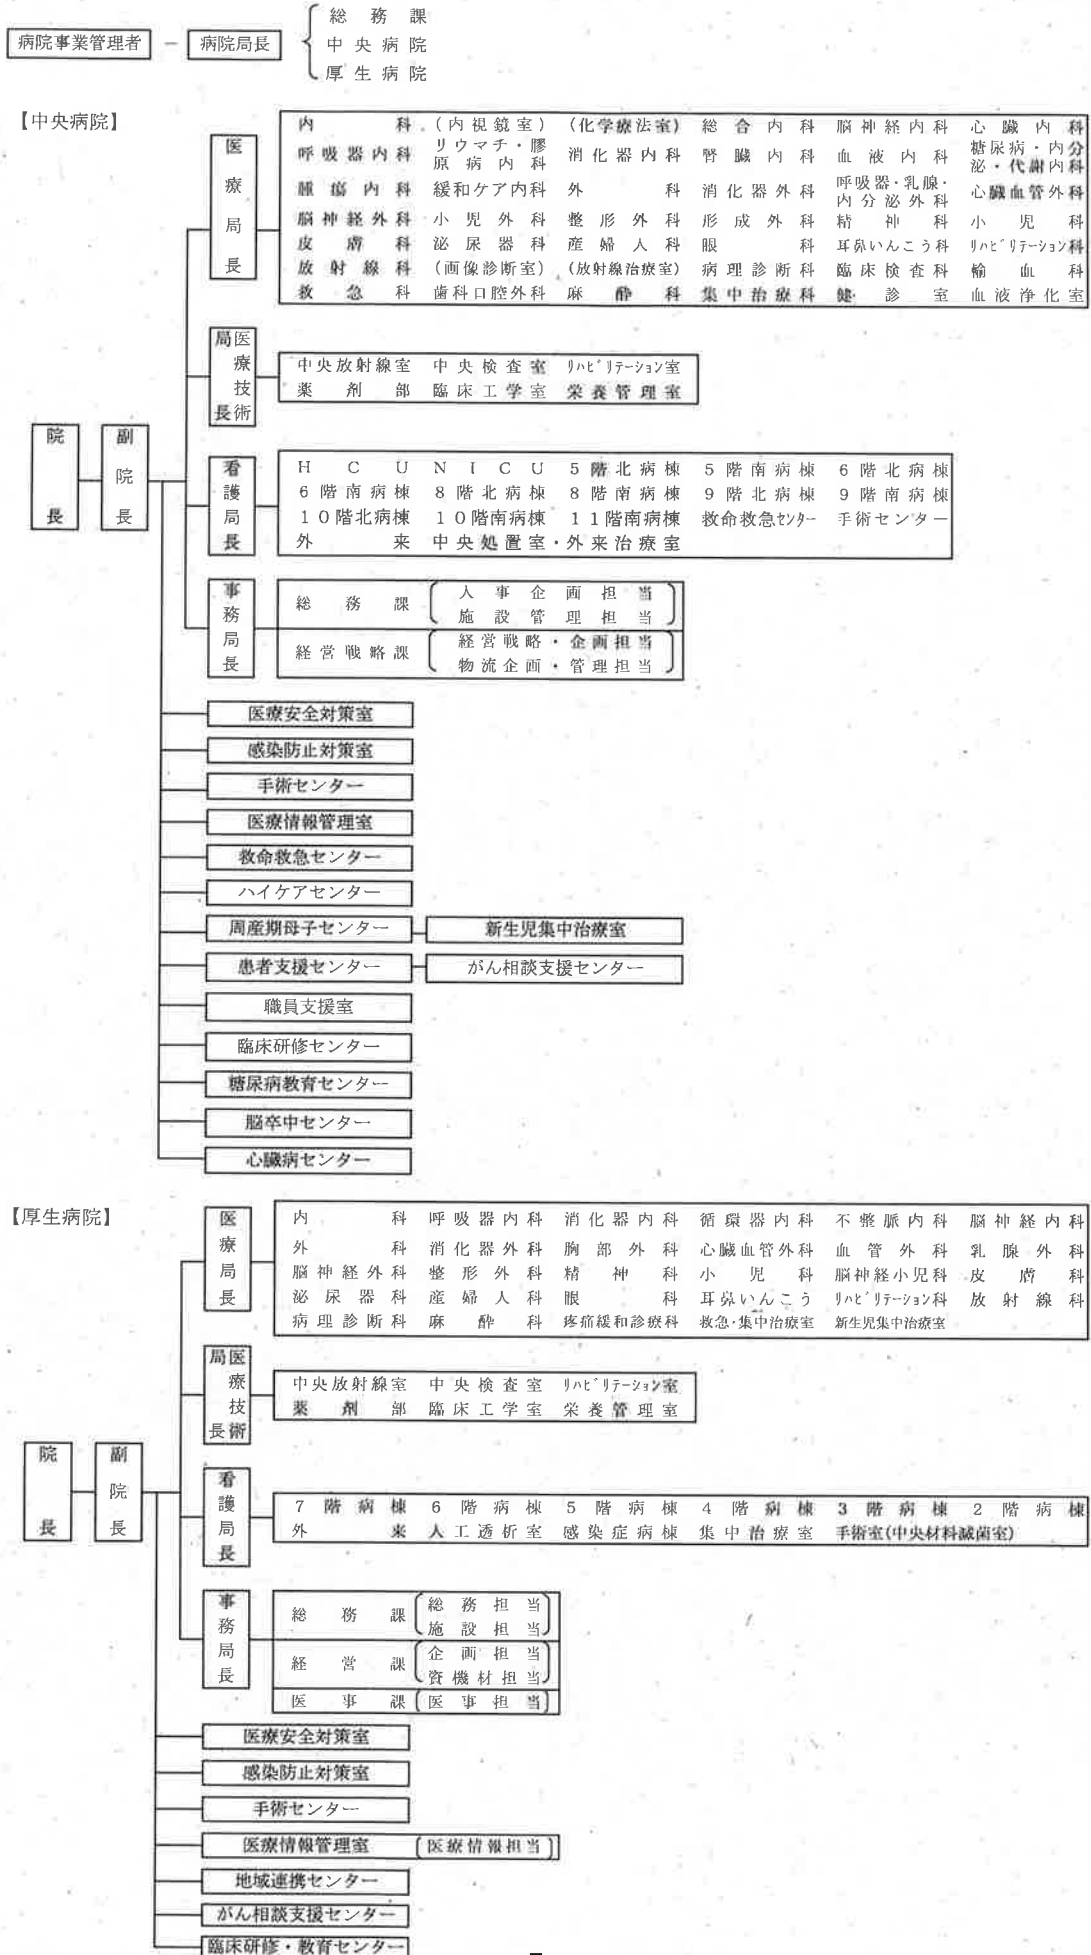 総務課
病院事業管理者 － 病院局長 中央病院
厚生病院
【中央病院】
医療局長
内科 (内視鏡室) (化学療法室) 総合内科 脳神経内科 心臓内科
呼吸器内科 リウマチ・膠原病内科 消化器内科 腎臓内科 血液内科 糖尿病・内分泌・代謝内科
腫瘍内科 緩和ケア内科 外科 消化器外科 呼吸器・乳腺・内分泌外科 心臓血管外科
脳神経外科 小児外科 整形外科 形成外科 精神科 小児科
皮膚科 泌尿器科 産婦人科 眼科 耳鼻いんこう科 リハビリテーション科
放射線科 (画像診断室) (放射線治療室) 病理診断科 臨床検査科 輸血科
救急科 歯科口腔外科 麻酔科 集中治療科 健診室 血液浄化室
医療技術局長
中央放射線室 中央検査室 リハビリテーション室
薬剤部 臨床工学室 栄養管理室
院長
副院長
看護局長
HCU NICU 5階北病棟 5階南病棟 6階北病棟
6階南病棟 8階北病棟 8階南病棟 9階北病棟 9階南病棟
10階北病棟 10階南病棟 11階南病棟 救命救急センター 手術センター
外来 中央処置室・外来治療室
事務局長
総務課 人事企画担当
施設管理担当
経営戦略課 経営戦略・企画担当
物流企画・管理担当
医療安全対策室
感染防止対策室
手術センター
医療情報管理室
救命救急センター
ハイケアセンター
周産期母子センター 新生児集中治療室
患者支援センター がん相談支援センター
職員支援室
臨床研修センター
糖尿病教育センター
脳卒中センター
心臓病センター
【厚生病院】
医療局長
内科 呼吸器内科 消化器内科 循環器内科 不整脈内科 脳神経内科
外科 消化器外科 胸部外科 心臓血管外科 血管外科 乳腺外科
脳神経外科 整形外科 精神科 小児科 脳神経小児科 皮膚科
泌尿器科 産婦人科 眼科 耳鼻いんこう リハビリテーション科 放射線科
病理診断科 麻酔科 疼痛緩和診療科 救急・集中治療室 新生児集中治療室
医療技術局長
中央放射線室 中央検査室 リハビリテーション室
薬剤部 臨床工学室 栄養管理室
院長
副院長
看護局長
7階病棟 6階病棟 5階病棟 4階病棟 3階病棟 2階病棟
外来 人工透析室 感染症病棟 集中治療室 手術室(中央材料滅菌室)
事務局長
総務課 総務担当
施設担当
経営課 企画担当
資機材担当
医事課 医事担当
医療安全対策室
感染防止対策室
手術センター
医療情報管理室 医療情報担当
地域連携センター
がん相談支援センター
臨床研修・教育センター